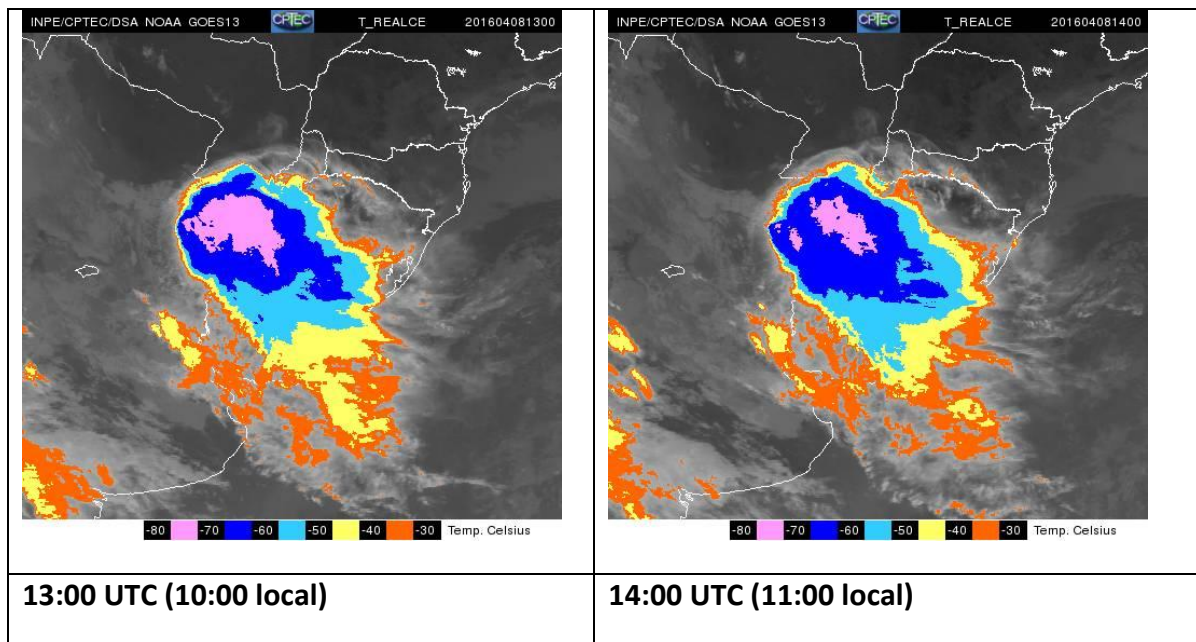 INPE/CPTEC/DSA NOAA GOES13 CPTEC T_REALCE 201604081300
INPE/CPTEC/DSA NOAA GOES13 CPTEC T_REALCE 201604081400
-80 -70 -60 -50 -40 -30 Temp. Celsius
-80 -70 -60 -50 -40 -30 Temp. Celsius
13:00 UTC (10:00 local)
14:00 UTC (11:00 local)